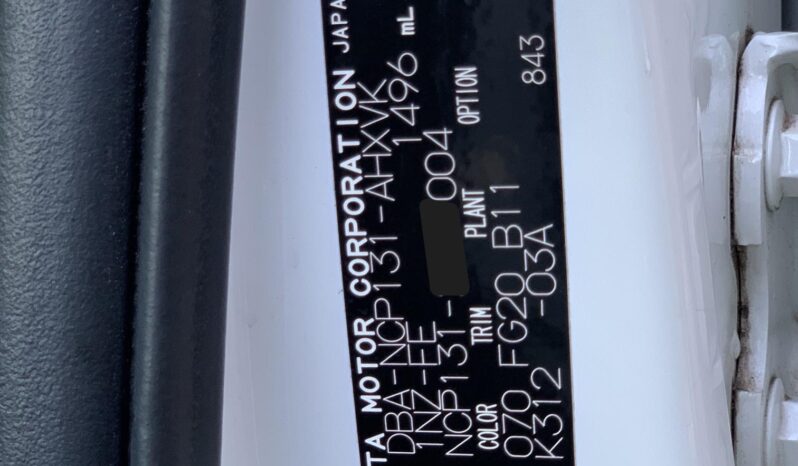 TA MOTOR CORPORATION JAPA
DBA-NCP131-AHXVK
1NZ-FE 1496 mL
NCP131- 004
COLOR TRIM PLANT OPTION
070 FG20 B11
K312 -03A 843